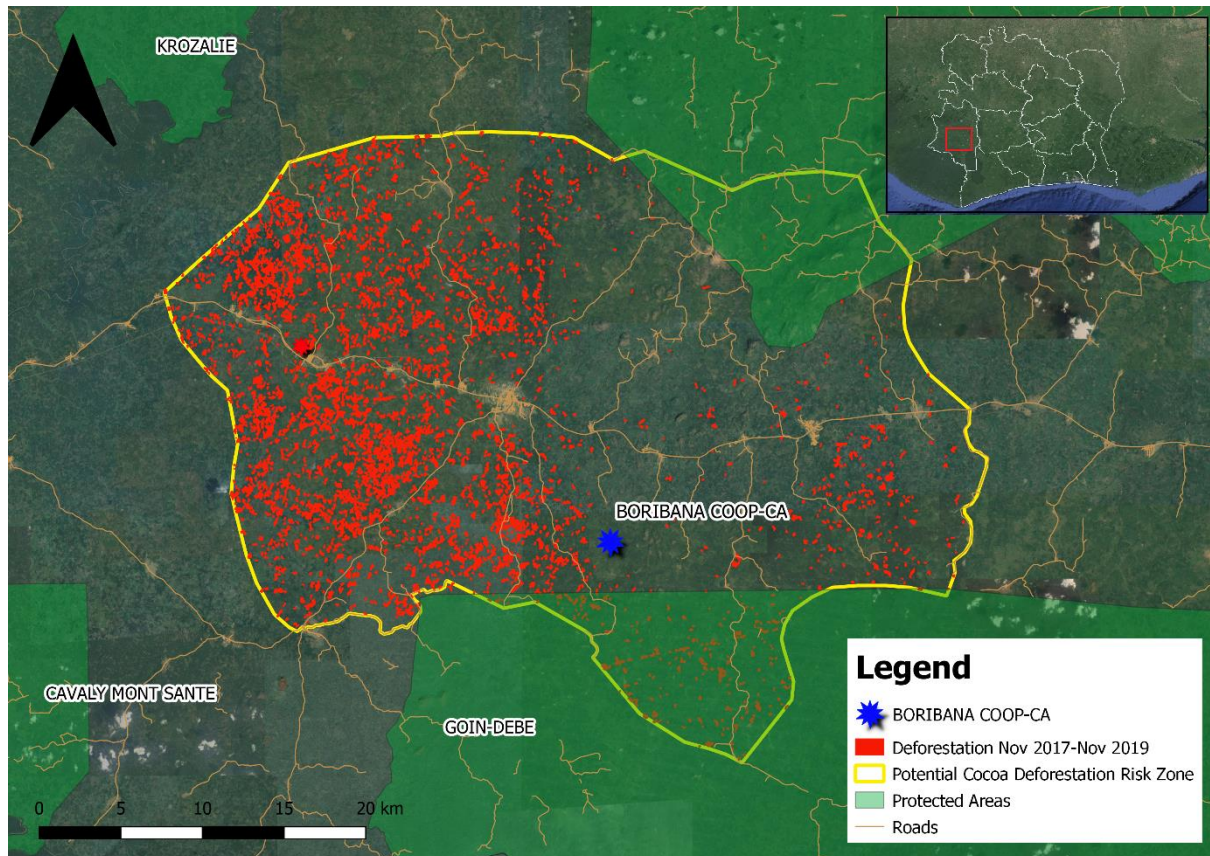 KROZALIE
BORIBANA COOP-CA
CAVALY MONT SANTE
GOIN-DEBE
0 5 10 15 20 km
Legend
BORIBANA COOP-CA
Deforestation Nov 2017-Nov 2019
Potential Cocoa Deforestation Risk Zone
Protected Areas
Roads